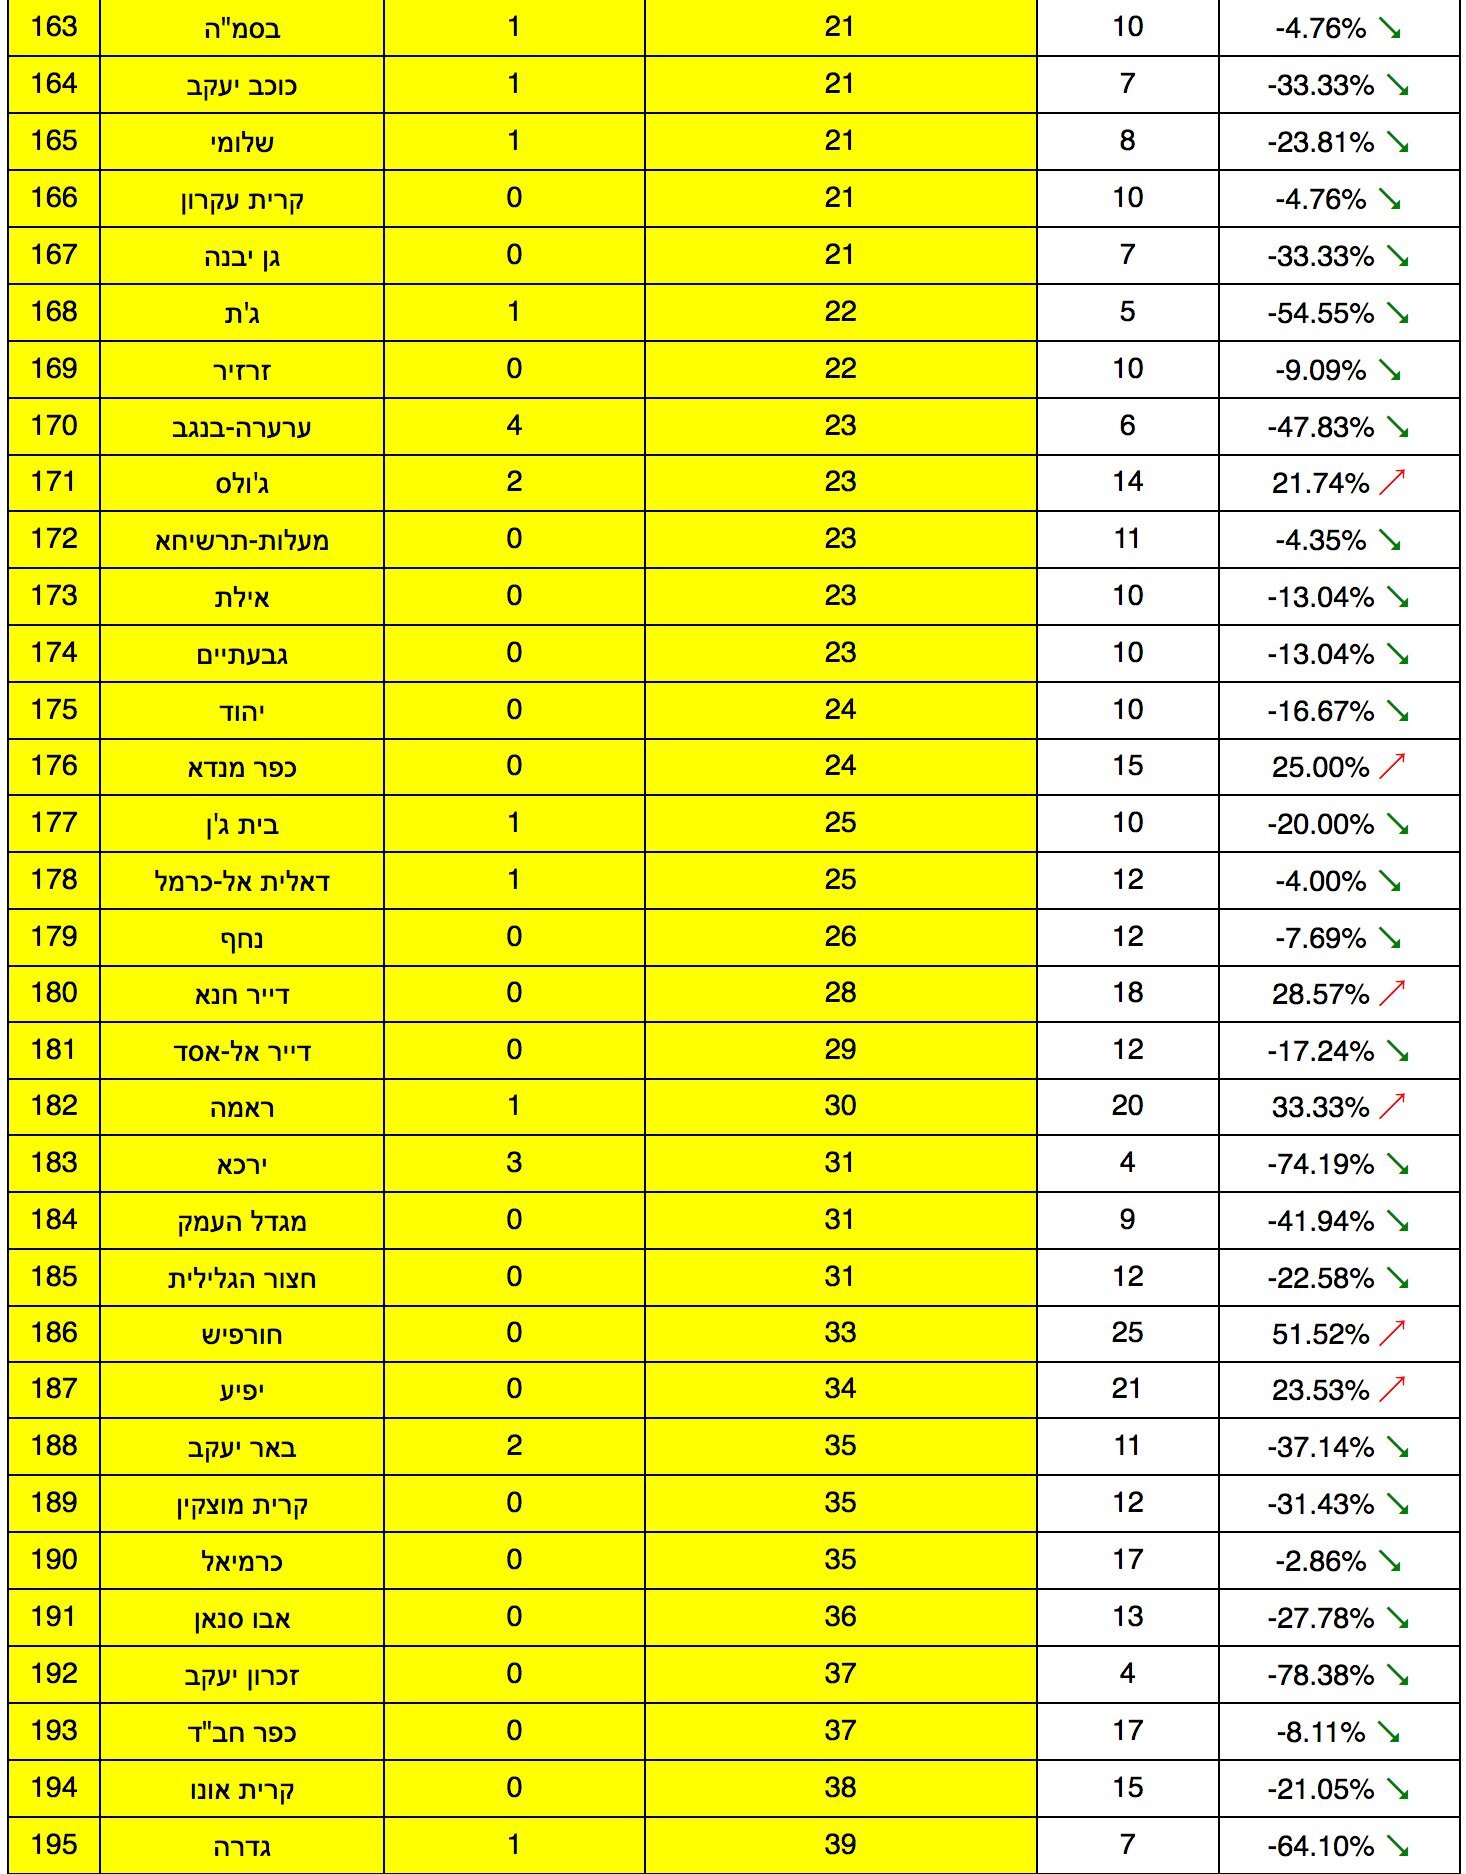 163 בסמ"ה 1 21 10 -4.76% ↘
164 כוכב יעקב 1 21 7 -33.33% ↘
165 שלומי 1 21 8 -23.81% ↘
166 קרית עקרון 0 21 10 -4.76% ↘
167 גן יבנה 0 21 7 -33.33% ↘
168 ג'ת 1 22 5 -54.55% ↘
169 זרזיר 0 22 10 -9.09% ↘
170 ערערה-בנגב 4 23 6 -47.83% ↘
171 ג'ולס 2 23 14 21.74% ↗
172 מעלות-תרשיחא 0 23 11 -4.35% ↘
173 אילת 0 23 10 -13.04% ↘
174 גבעתיים 0 23 10 -13.04% ↘
175 יהוד 0 24 10 -16.67% ↘
176 כפר מנדא 0 24 15 25.00% ↗
177 בית ג'ן 1 25 10 -20.00% ↘
178 דאלית אל-כרמל 1 25 12 -4.00% ↘
179 נחף 0 26 12 -7.69% ↘
180 דייר חנא 0 28 18 28.57% ↗
181 דייר אל-אסד 0 29 12 -17.24% ↘
182 ראמה 1 30 20 33.33% ↗
183 ירכא 3 31 4 -74.19% ↘
184 מגדל העמק 0 31 9 -41.94% ↘
185 חצור הגלילית 0 31 12 -22.58% ↘
186 חורפיש 0 33 25 51.52% ↗
187 יפיע 0 34 21 23.53% ↗
188 באר יעקב 2 35 11 -37.14% ↘
189 קרית מוצקין 0 35 12 -31.43% ↘
190 כרמיאל 0 35 17 -2.86% ↘
191 אבו סנאן 0 36 13 -27.78% ↘
192 זכרון יעקב 0 37 4 -78.38% ↘
193 כפר חב"ד 0 37 17 -8.11% ↘
194 קרית אונו 0 38 15 -21.05% ↘
195 גדרה 1 39 7 -64.10% ↘